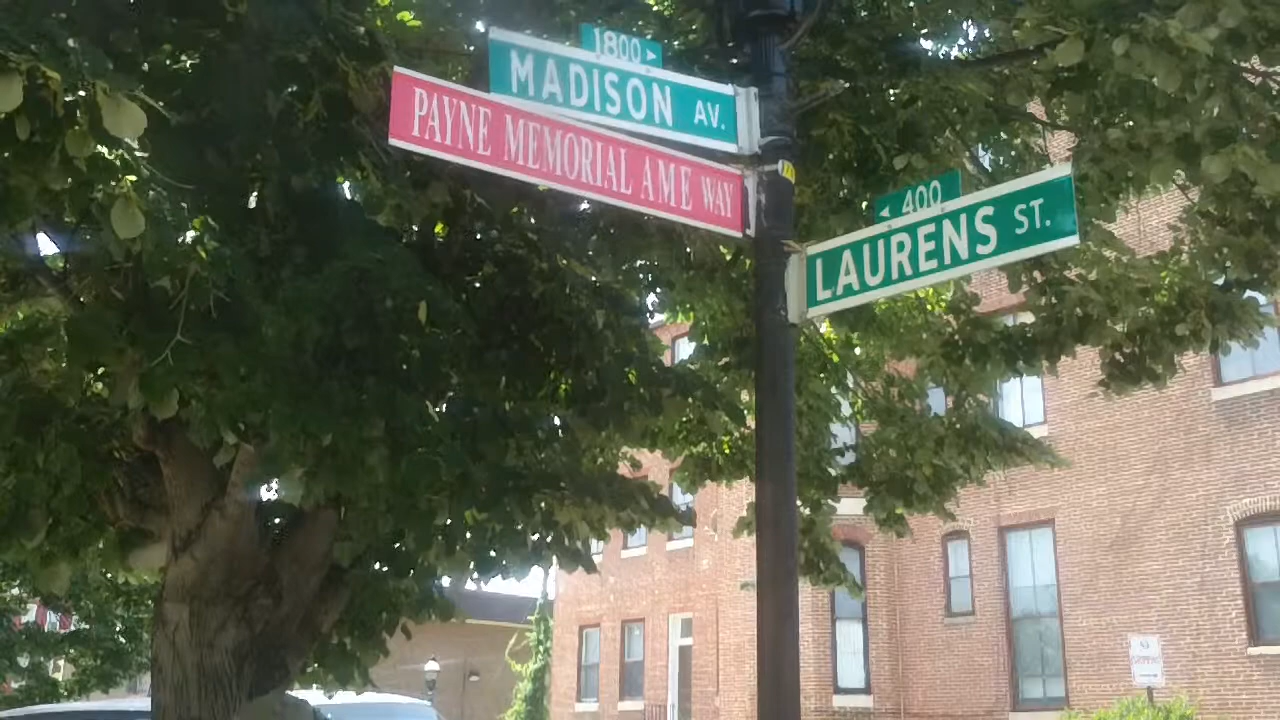 1800 ➤
MADISON AV.
PAYNE MEMORIAL AME WAY
◄ 400
LAURENS ST.